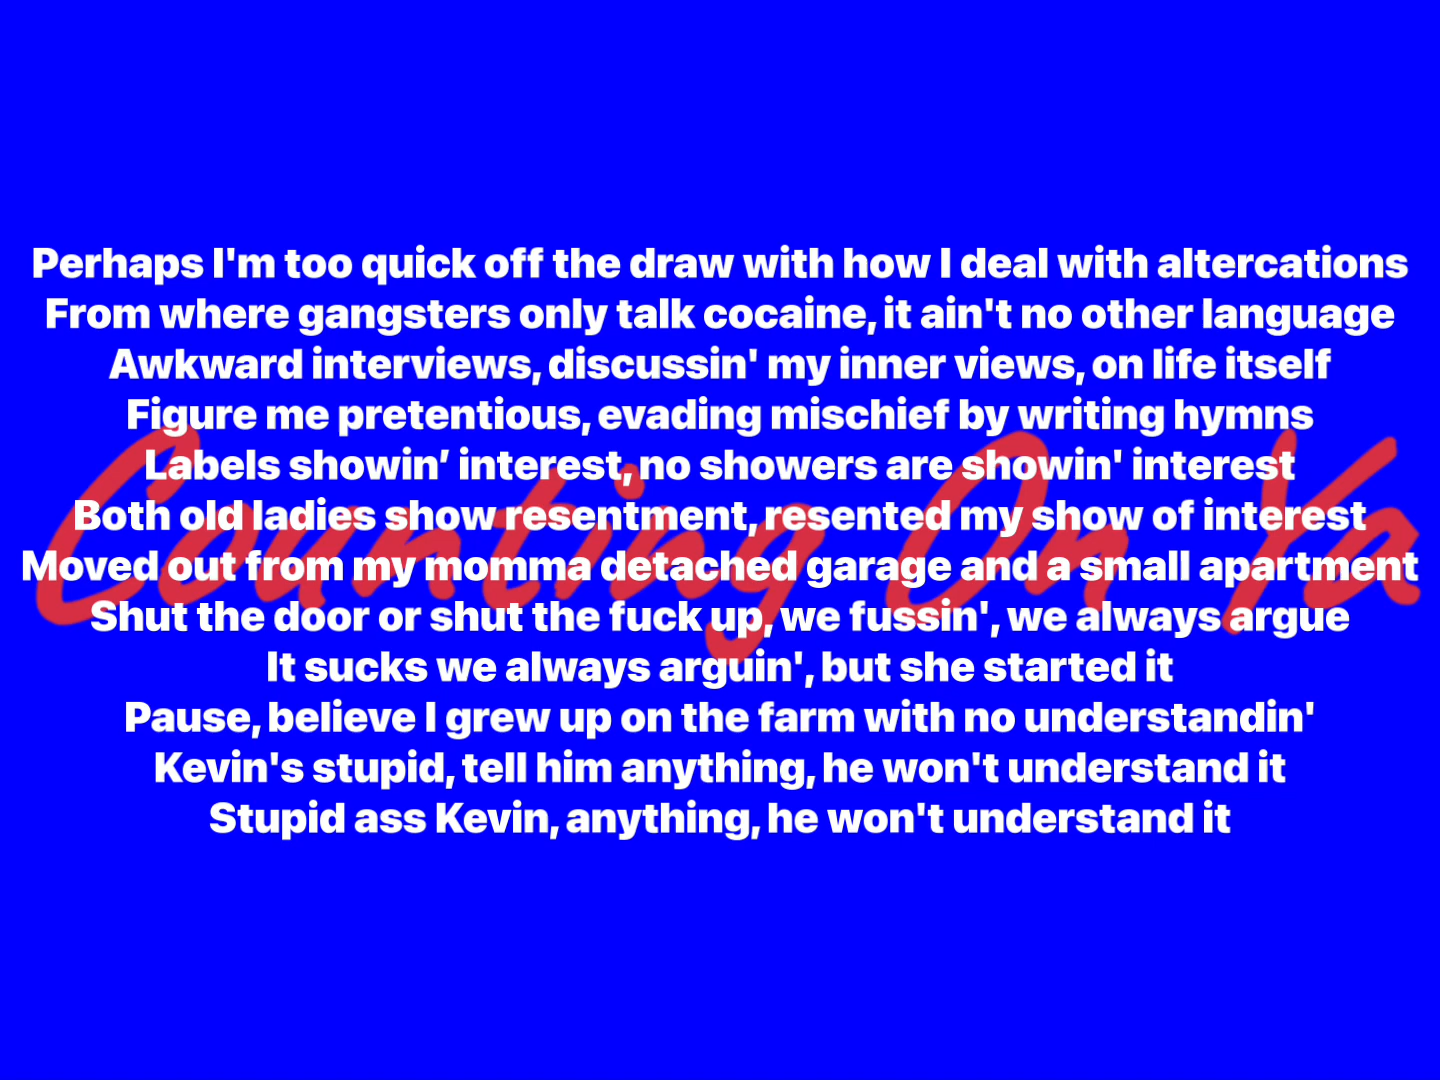 Perhaps I'm too quick off the draw with how I deal with altercations
From where gangsters only talk cocaine, it ain't no other language
Awkward interviews, discussin' my inner views, on life itself
Figure me pretentious, evading mischief by writing hymns
Labels showin’ interest, no showers are showin' interest
Both old ladies show resentment, resented my show of interest
Moved out from my momma detached garage and a small apartment
Shut the door or shut the fuck up, we fussin', we always argue
It sucks we always arguin', but she started it
Pause, believe I grew up on the farm with no understandin'
Kevin's stupid, tell him anything, he won't understand it
Stupid ass Kevin, anything, he won't understand it
Counting On Ya